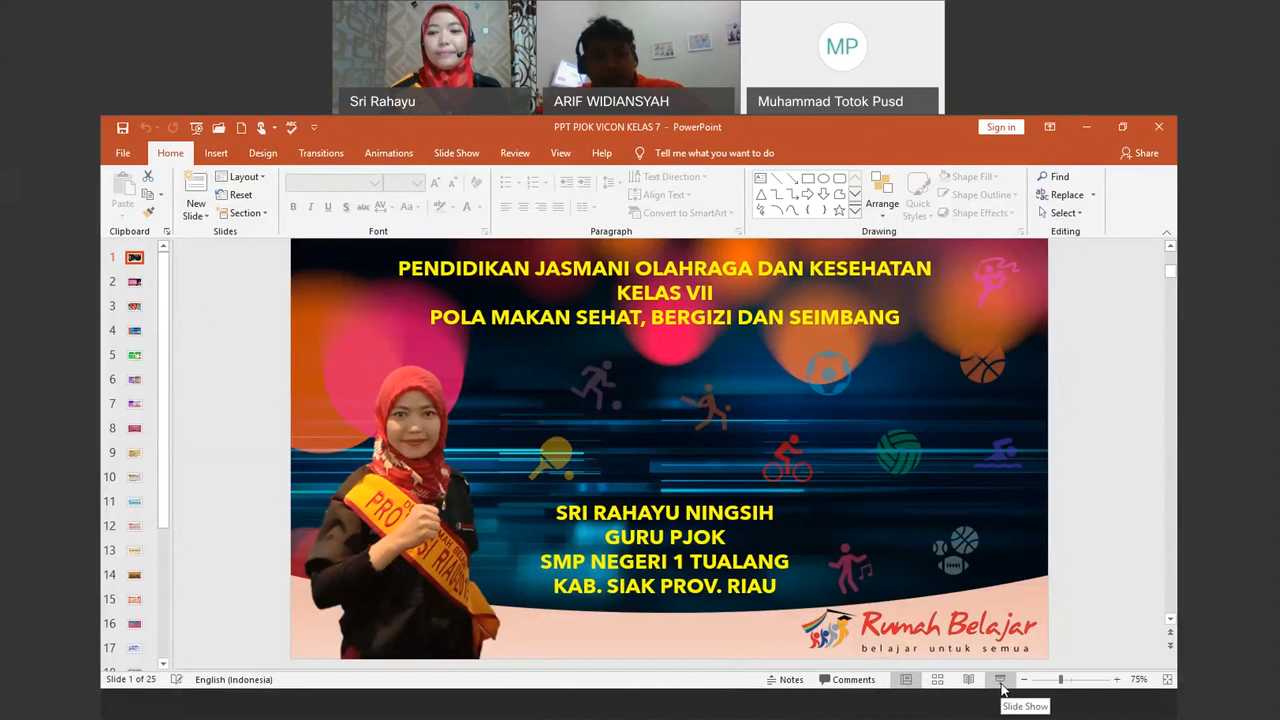 Sri Rahayu
ARIF WIDIANSYAH
MP
Muhammad Totok Pusd
PPT PJOK VICON KELAS 7 - PowerPoint
Sign in
File Home Insert Design Transitions Animations Slide Show Review View Help Tell me what you want to do Share
Paste
Clipboard
New Slide
Layout
Reset
Section
Slides
Font
Text Direction
Align Text
Convert to SmartArt
Paragraph
Arrange
Quick Styles
Shape Fill
Shape Outline
Shape Effects
Drawing
Find
Replace
Select
Editing
1
2
3
4
5
6
7
8
9
10
11
12
13
14
15
16
17
PENDIDIKAN JASMANI OLAHRAGA DAN KESEHATAN
KELAS VII
POLA MAKAN SEHAT, BERGIZI DAN SEIMBANG
SRI RAHAYU NINGSIH
GURU PJOK
SMP NEGERI 1 TUALANG
KAB. SIAK PROV. RIAU
Rumah Belajar
belajar untuk semua
Slide 1 of 25 English (Indonesia) Notes Comments 75%
Slide Show